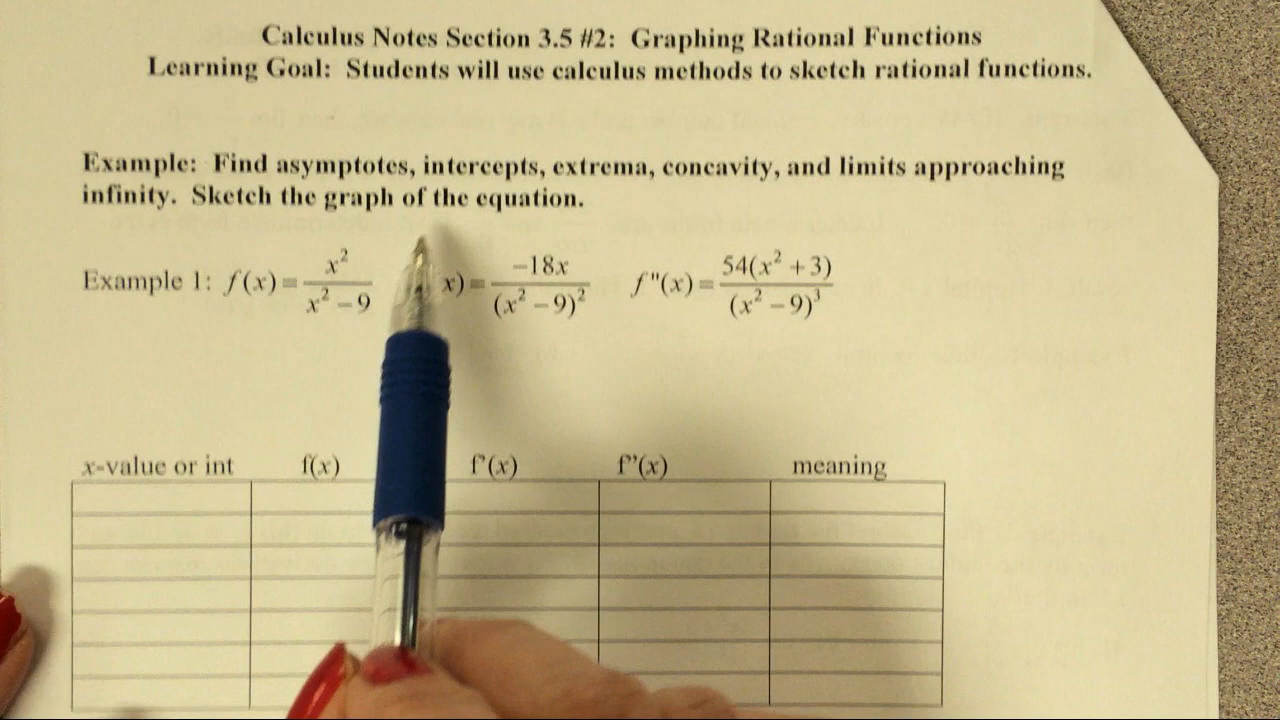 Calculus Notes Section 3.5 #2: Graphing Rational Functions
Learning Goal: Students will use calculus methods to sketch rational functions.
Example: Find asymptotes, intercepts, extrema, concavity, and limits approaching
infinity. Sketch the graph of the equation.
Example 1: f(x) = x²/(x² − 9) x) = −18x/(x² − 9)² f"(x) = 54(x² + 3)/(x² − 9)³
x-value or int f(x) f'(x) f''(x) meaning